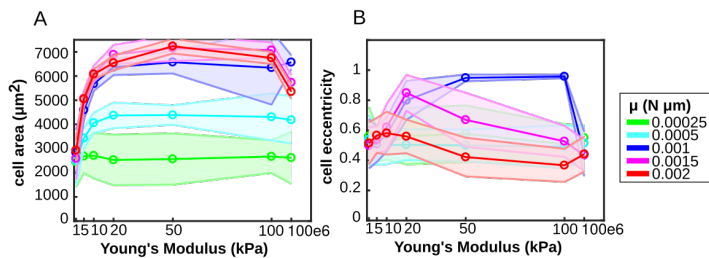 A
cell area (µm²)
7000
6000
5000
4000
3000
2000
1000
0
15 10 20 50 100 100e6
Young's Modulus (kPa)
B
cell eccentricity
1
0.8
0.6
0.4
0.2
0
15 10 20 50 100 100e6
Young's Modulus (kPa)
µ (N µm)
0.00025
0.0005
0.001
0.0015
0.002